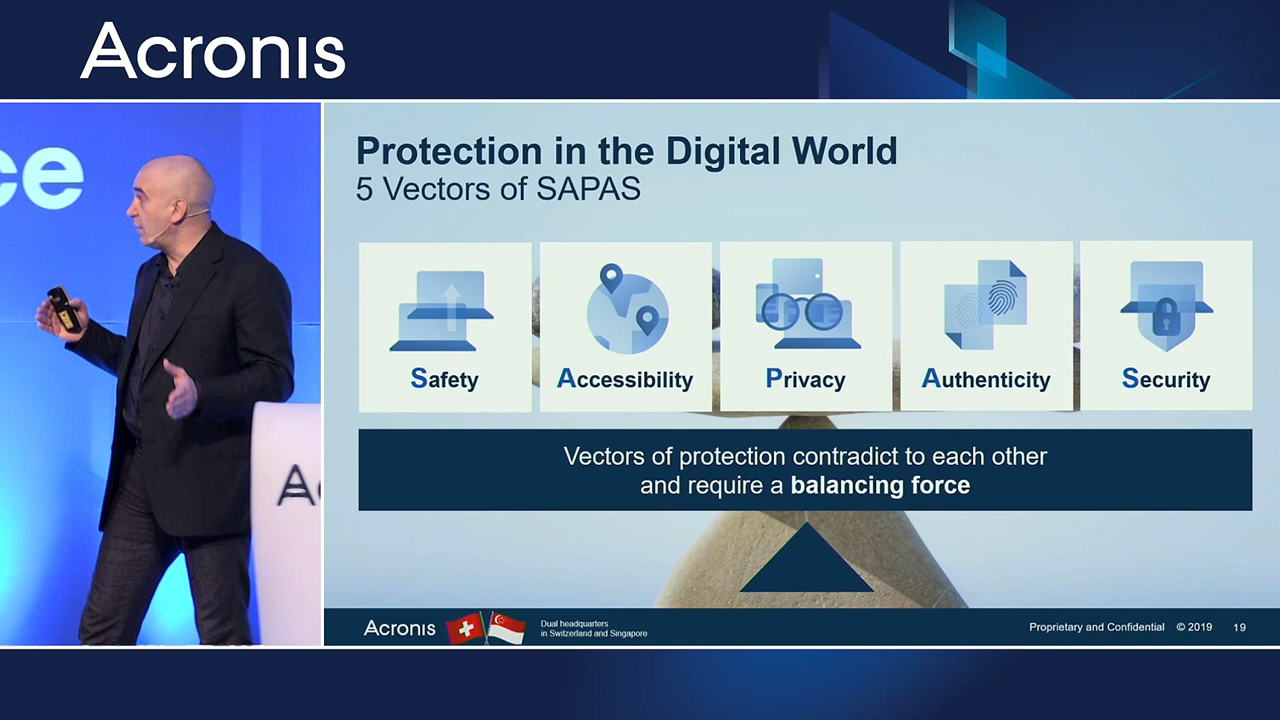 Acronis
ce
Protection in the Digital World
5 Vectors of SAPAS
Safety
Accessibility
Privacy
Authenticity
Security
Vectors of protection contradict to each other
and require a balancing force
Ac
Acronis
Dual headquarters
in Switzerland and Singapore
Proprietary and Confidential © 2019 19